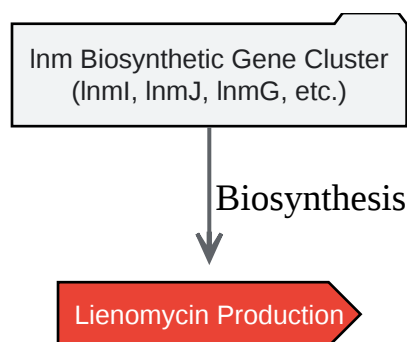 lnm Biosynthetic Gene Cluster
(lnmI, lnmJ, lnmG, etc.)
Biosynthesis
Lienomycin Production